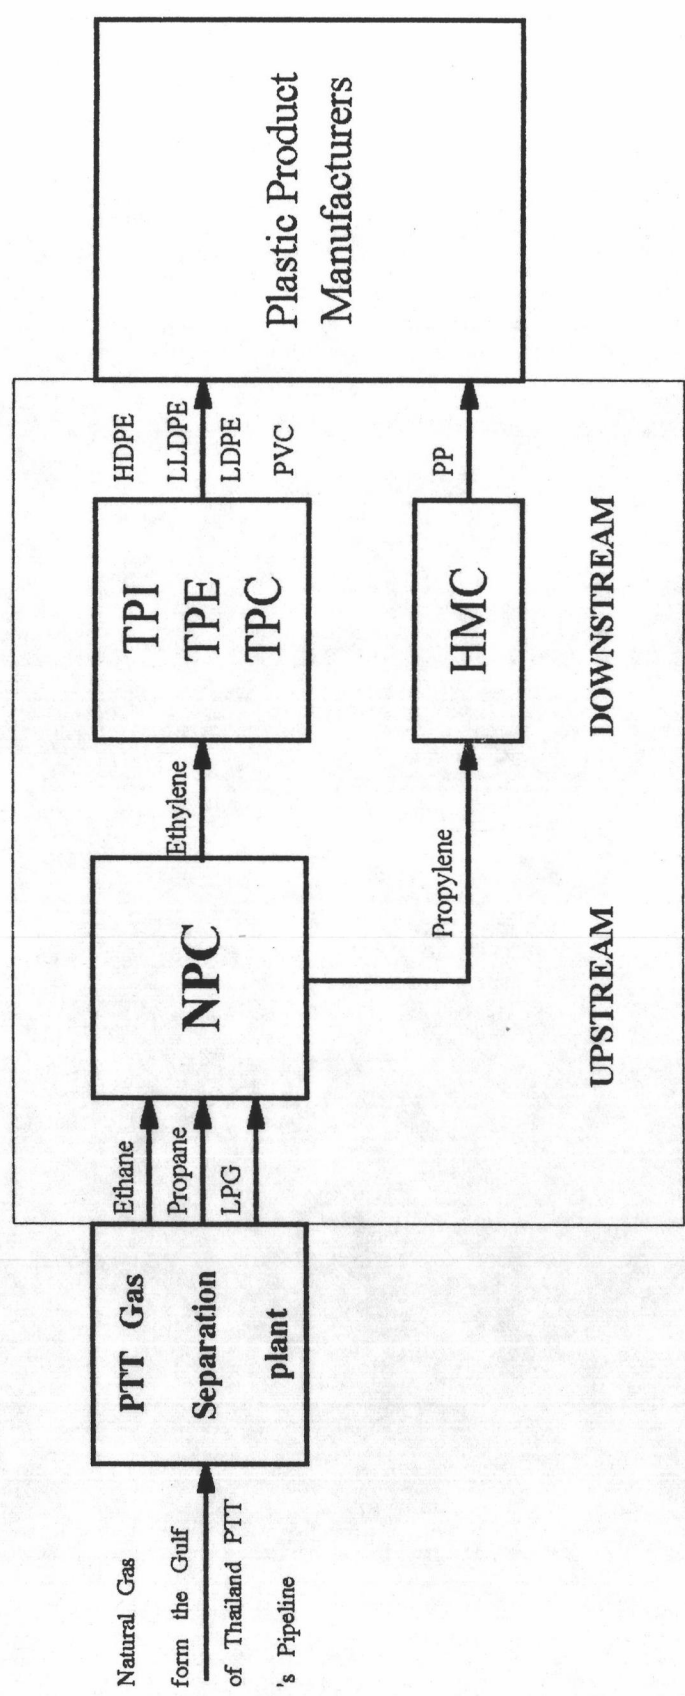 Natural Gas
form the Gulf
of Thailand PTT
's Pipeline
PTT Gas
Separation
plant
Ethane
Propane
LPG
NPC
Ethylene
Propylene
TPI
TPE
TPC
HMC
HDPE
LLDPE
LDPE
PVC
PP
Plastic Product
Manufacturers
UPSTREAM
DOWNSTREAM